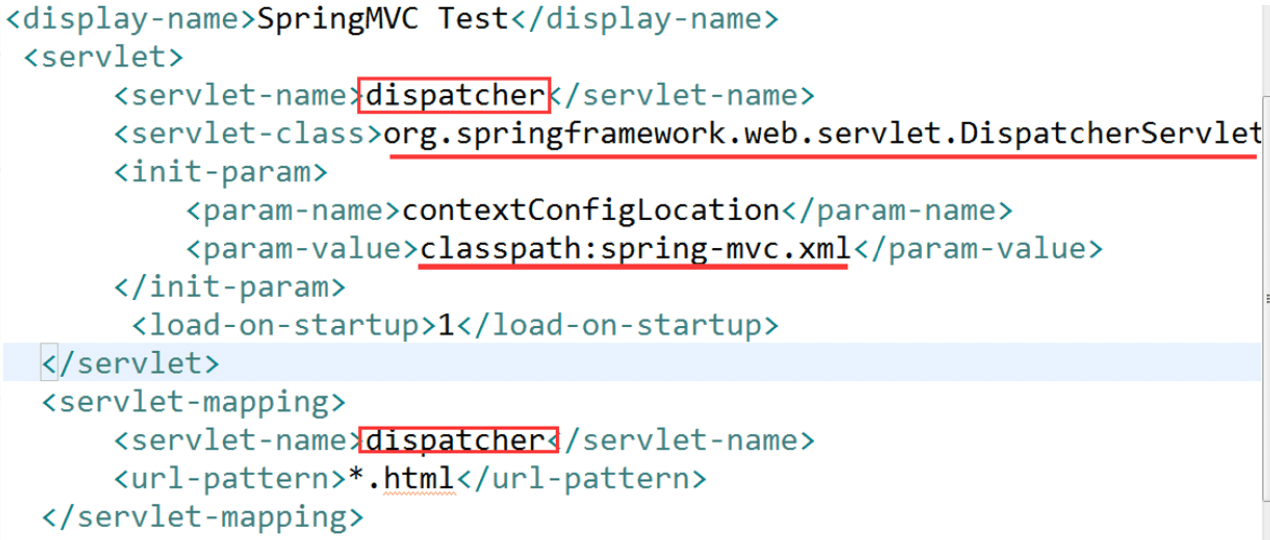 <display-name>SpringMVC Test</display-name>
<servlet>
<servlet-name>dispatcher</servlet-name>
<servlet-class>org.springframework.web.servlet.DispatcherServlet
<init-param>
<param-name>contextConfigLocation</param-name>
<param-value>classpath:spring-mvc.xml</param-value>
</init-param>
<load-on-startup>1</load-on-startup>
</servlet>
<servlet-mapping>
<servlet-name>dispatcher</servlet-name>
<url-pattern>*.html</url-pattern>
</servlet-mapping>